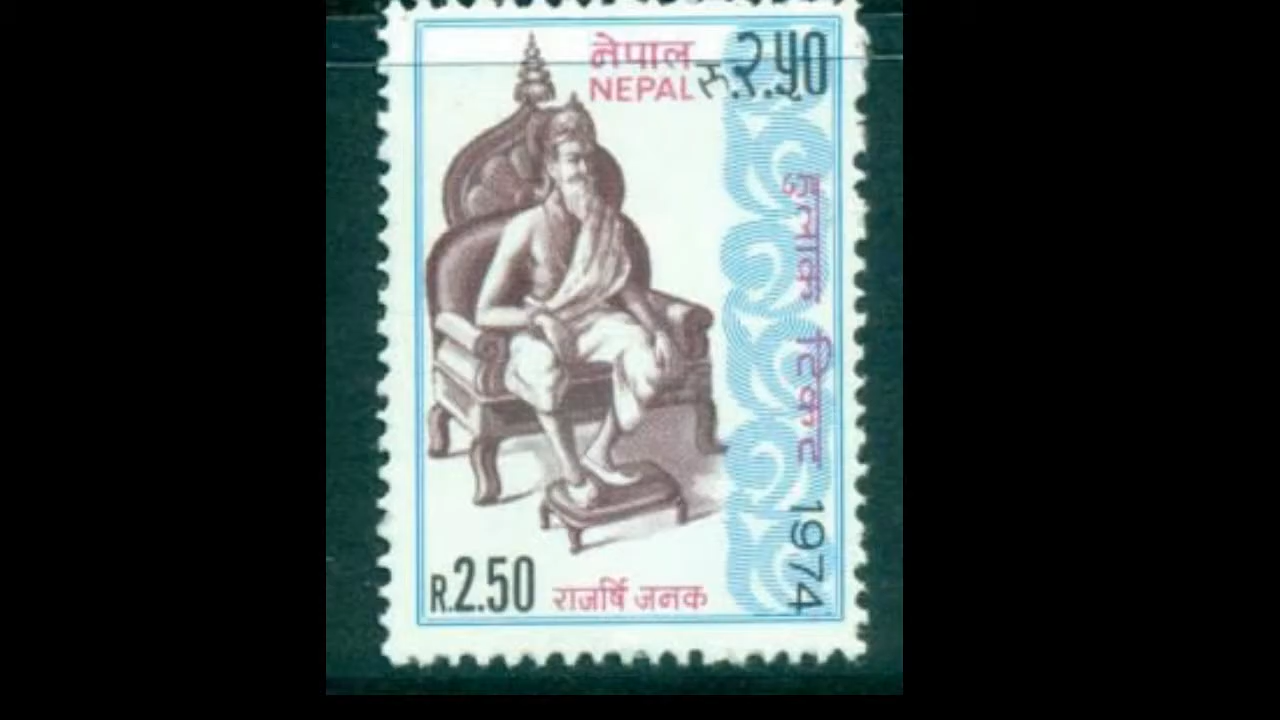 नेपाल
NEPAL
रु.२.५०
हुलाक टिकट 1974
R.2.50
राजर्षि जनक